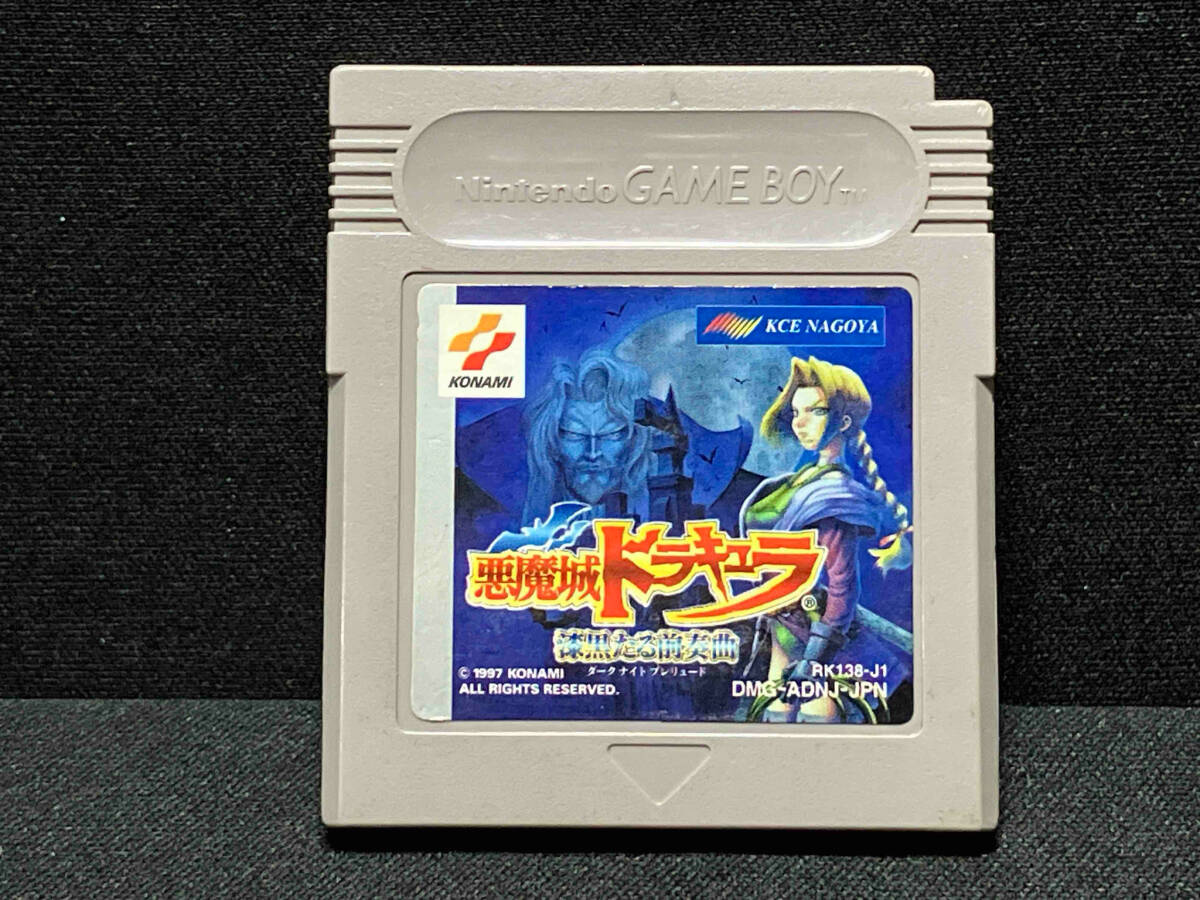 Nintendo GAME BOY TM
KONAMI
KCE NAGOYA
悪魔城ドラキュラ®
漆黒たる前奏曲
ダークナイトプレリュード
© 1997 KONAMI
ALL RIGHTS RESERVED.
RK138-J1
DMG-ADNJ-JPN